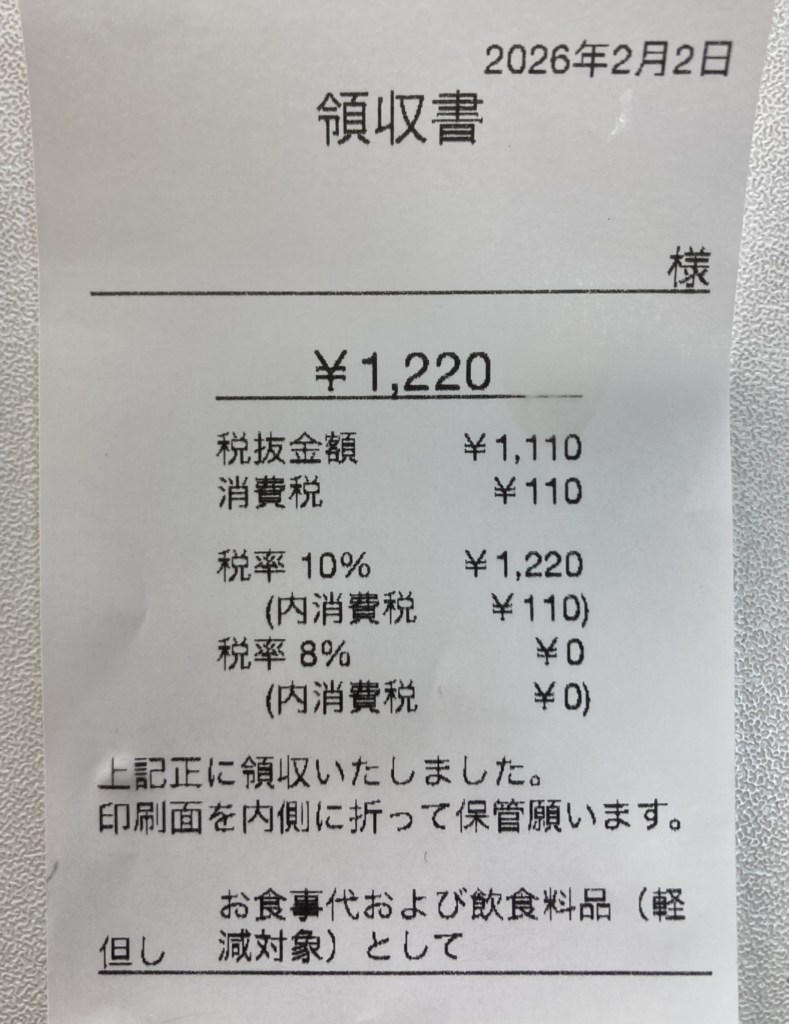 2026年2月2日
領収書
様
¥1,220
税抜金額 ¥1,110
消費税 ¥110
税率 10% ¥1,220
(内消費税 ¥110)
税率 8% ¥0
(内消費税 ¥0)
上記正に領収いたしました。
印刷面を内側に折って保管願います。
お食事代および飲食料品（軽
但し 減対象）として